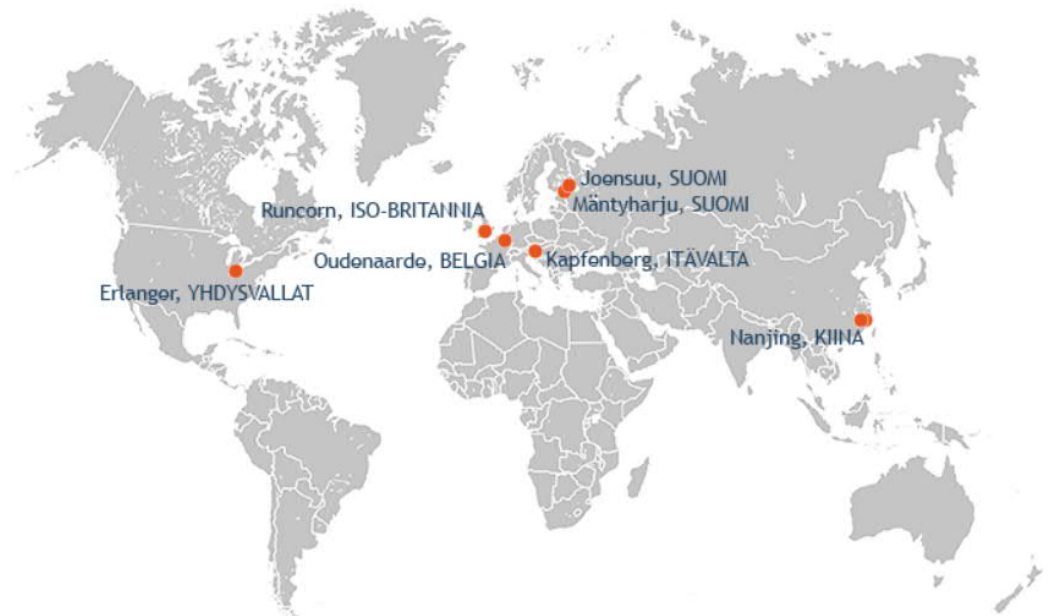 Joensuu, SUOMI
Mäntyharju, SUOMI
Runcorn, ISO-BRITANNIA
Oudenaarde, BELGIA
Kapfenberg, ITÄVALTA
Erlanger, YHDYSVALLAT
Nanjing, KIINA